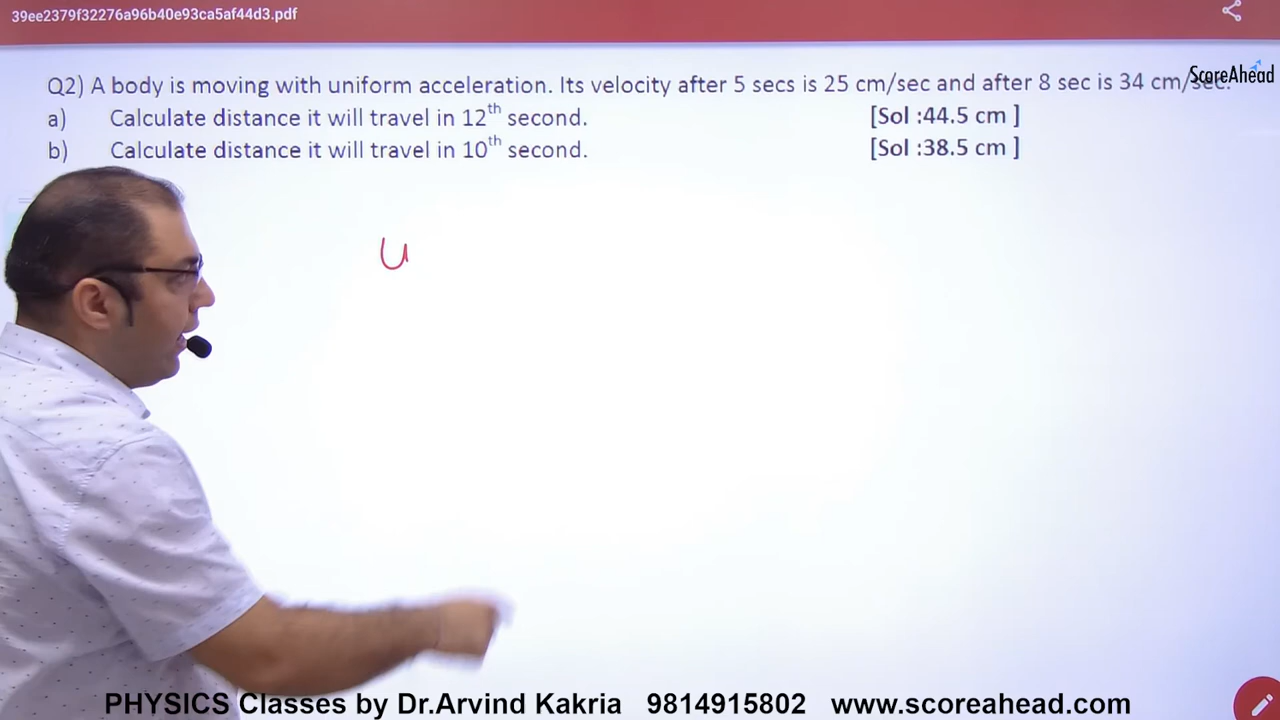 39ee2379f32276a96b40e93ca5af44d3.pdf
Q2) A body is moving with uniform acceleration. Its velocity after 5 secs is 25 cm/sec and after 8 sec is 34 cm/sec.
ScoreAhead
a) Calculate distance it will travel in 12th second. [Sol :44.5 cm ]
b) Calculate distance it will travel in 10th second. [Sol :38.5 cm ]
u
PHYSICS Classes by Dr.Arvind Kakria 9814915802 www.scoreahead.com